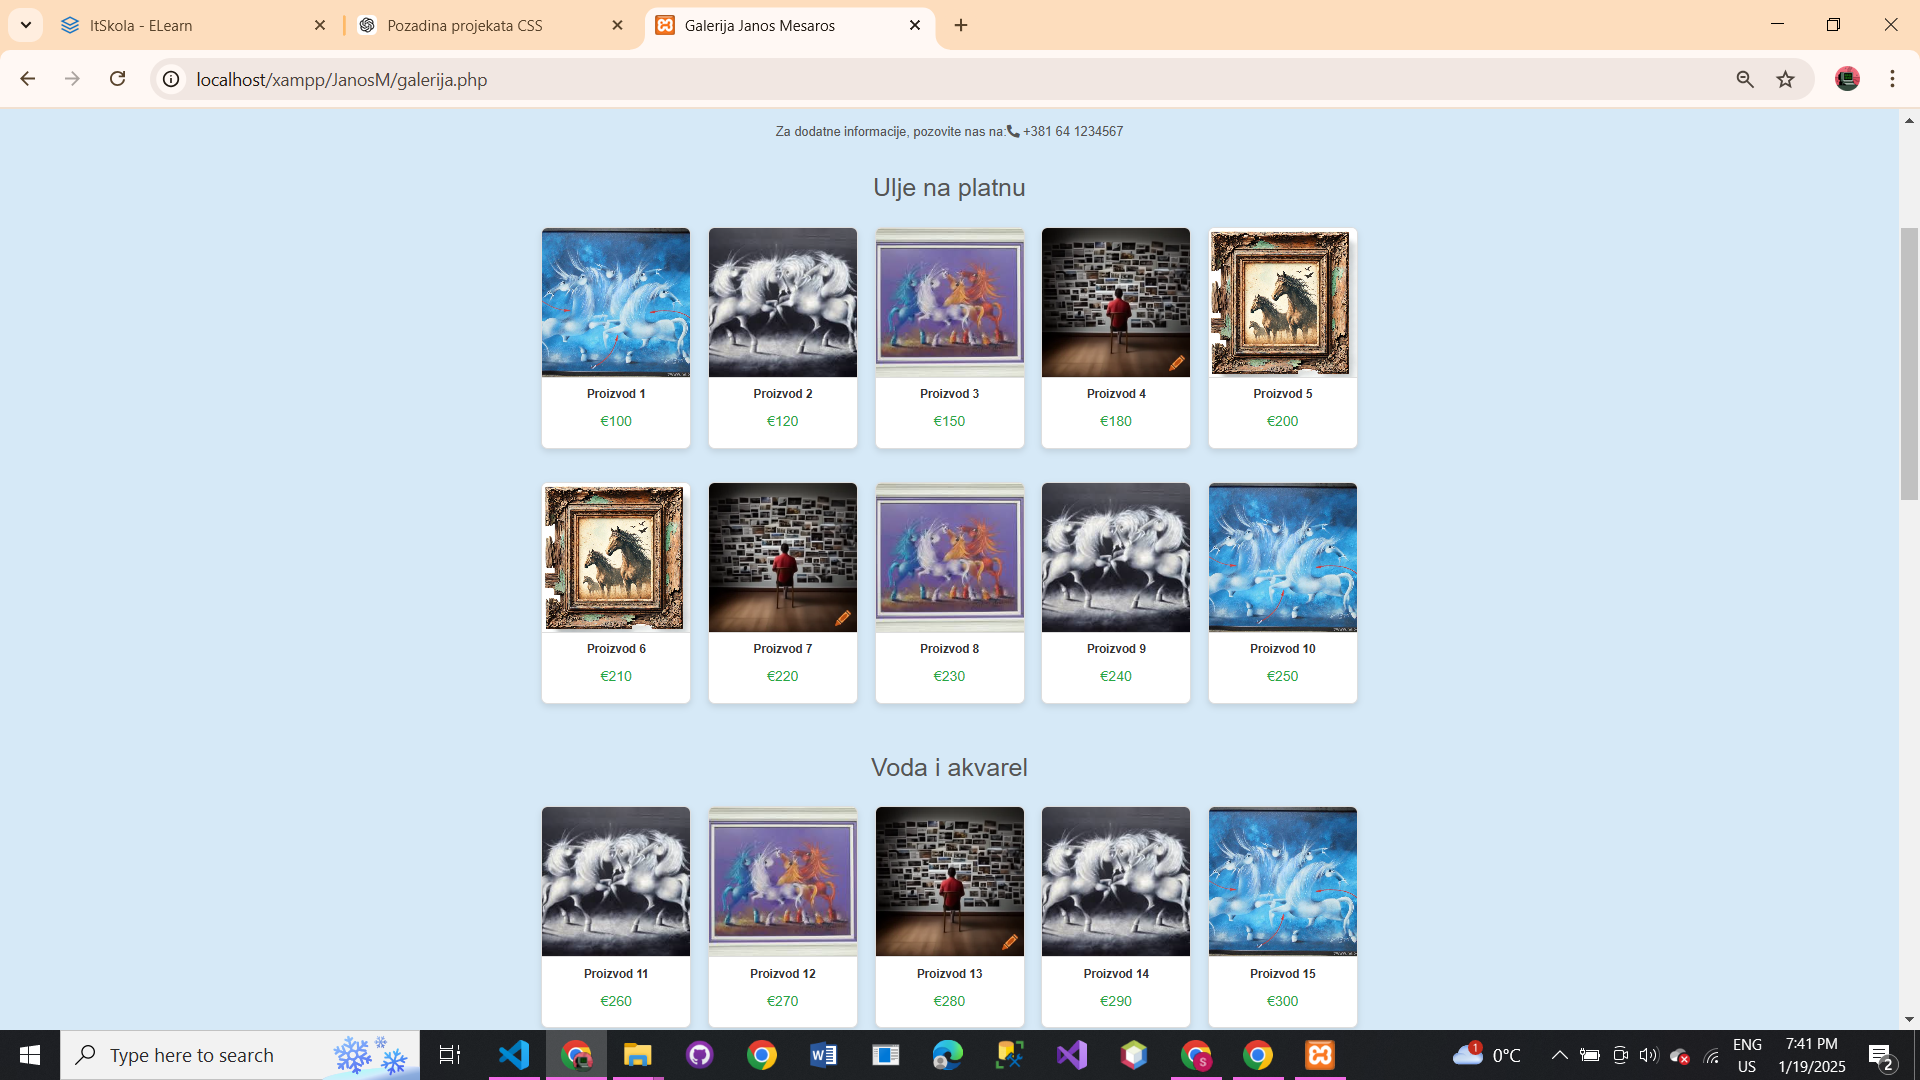 ItSkola - ELearn
Pozadina projekata CSS
Galerija Janos Mesaros
localhost/xampp/JanosM/galerija.php
Za dodatne informacije, pozovite nas na: +381 64 1234567
Ulje na platnu
Proizvod 1
€100
Proizvod 2
€120
Proizvod 3
€150
Proizvod 4
€180
Proizvod 5
€200
Proizvod 6
€210
Proizvod 7
€220
Proizvod 8
€230
Proizvod 9
€240
Proizvod 10
€250
Voda i akvarel
Proizvod 11
€260
Proizvod 12
€270
Proizvod 13
€280
Proizvod 14
€290
Proizvod 15
€300
Type here to search
1
0°C
ENG
US
7:41 PM
1/19/2025
2